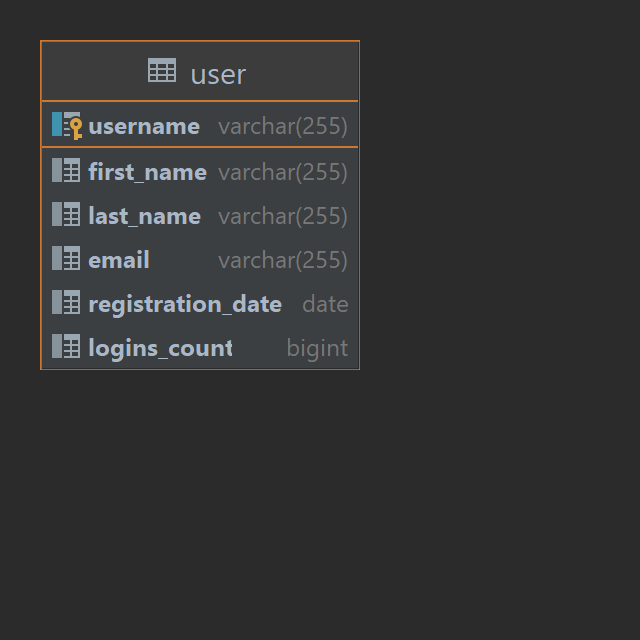 user
username varchar(255)
first_name varchar(255)
last_name varchar(255)
email varchar(255)
registration_date date
logins_count bigint